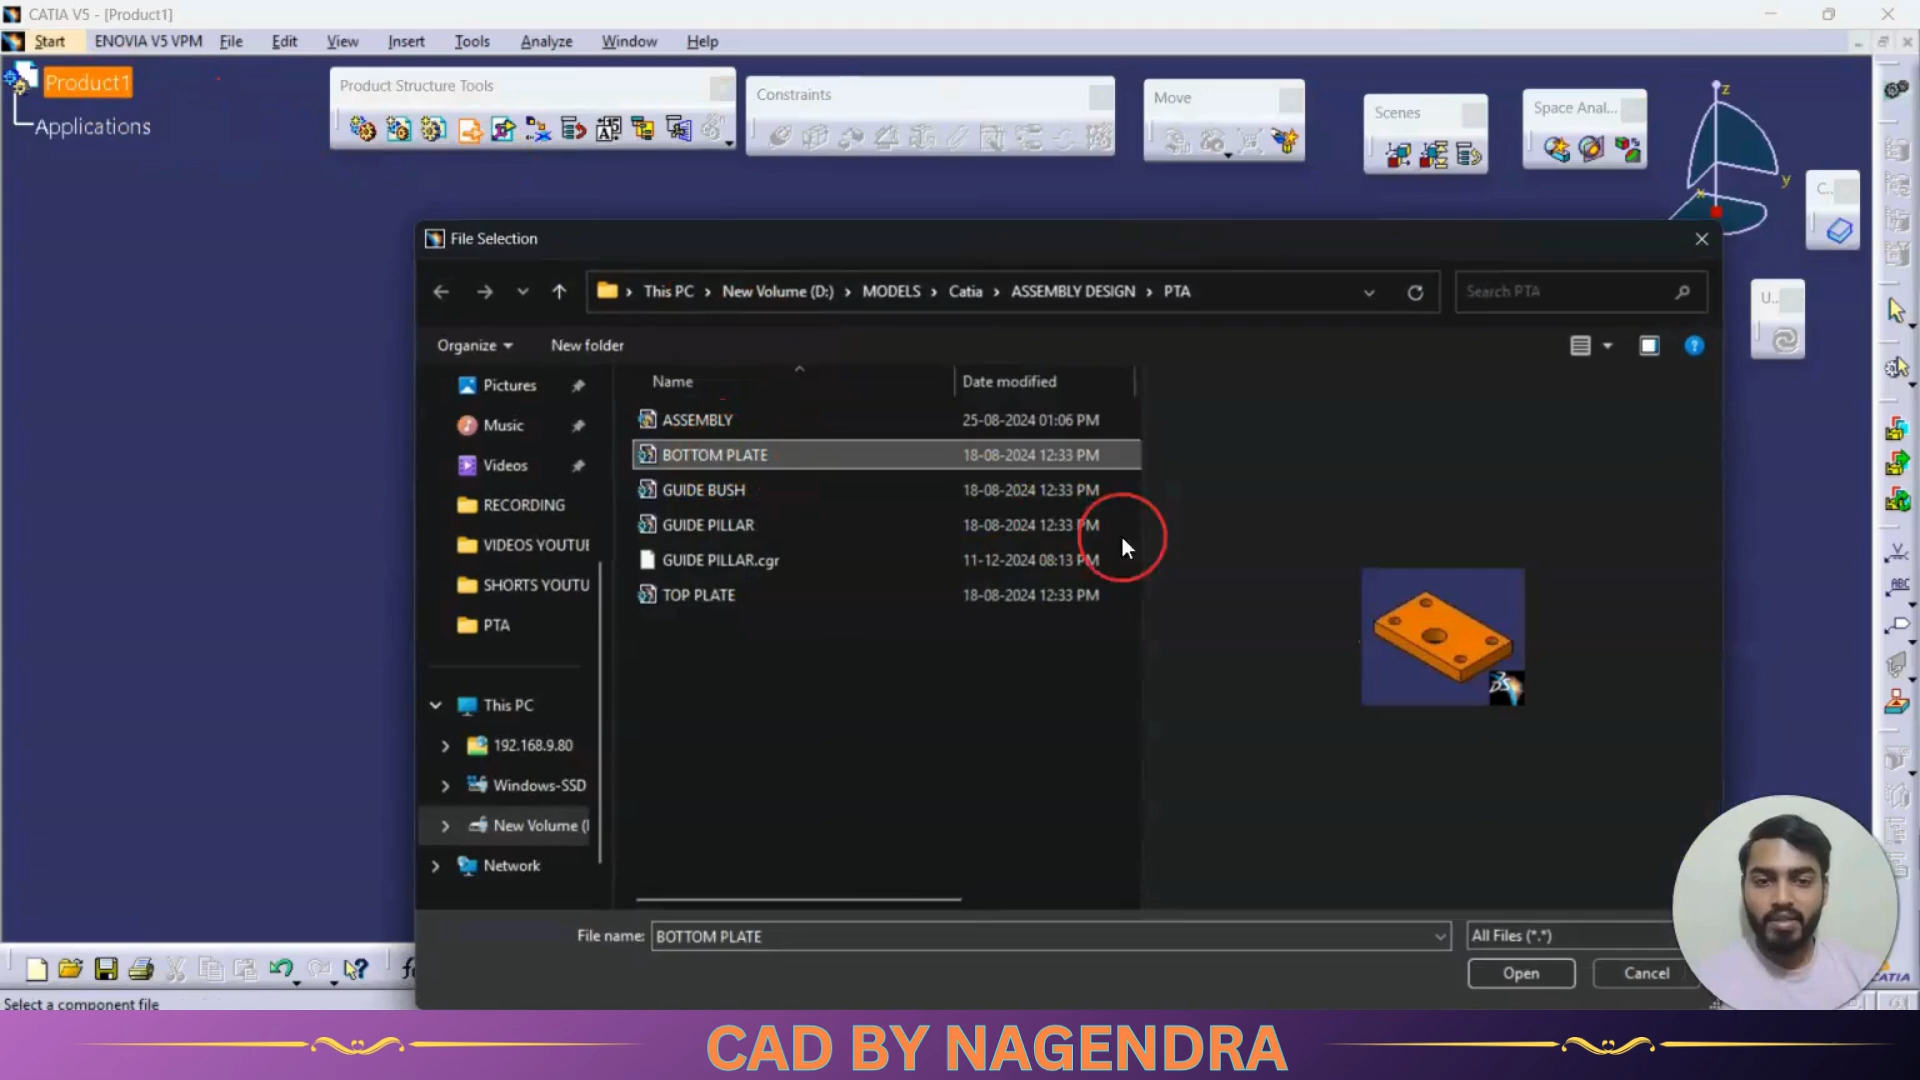 CATIA V5 - [Product1]
Start ENOVIA V5 VPM File Edit View Insert Tools Analyze Window Help
Product1
Applications
Product Structure Tools
Constraints
Move
Scenes
Space Anal...
C...
U...
z
y
x
File Selection
This PC > New Volume (D:) > MODELS > Catia > ASSEMBLY DESIGN > PTA
Search PTA
Organize New folder
Name Date modified
ASSEMBLY 25-08-2024 01:06 PM
BOTTOM PLATE 18-08-2024 12:33 PM
GUIDE BUSH 18-08-2024 12:33 PM
GUIDE PILLAR 18-08-2024 12:33 PM
GUIDE PILLAR.cgr 11-12-2024 08:13 PM
TOP PLATE 18-08-2024 12:33 PM
Pictures
Music
Videos
RECORDING
VIDEOS YOUTUI
SHORTS YOUTU
PTA
This PC
192.168.9.80
Windows-SSD
New Volume (
Network
File name: BOTTOM PLATE
All Files (*.*)
Open Cancel
ABC
CATIA
Select a component file
CAD BY NAGENDRA